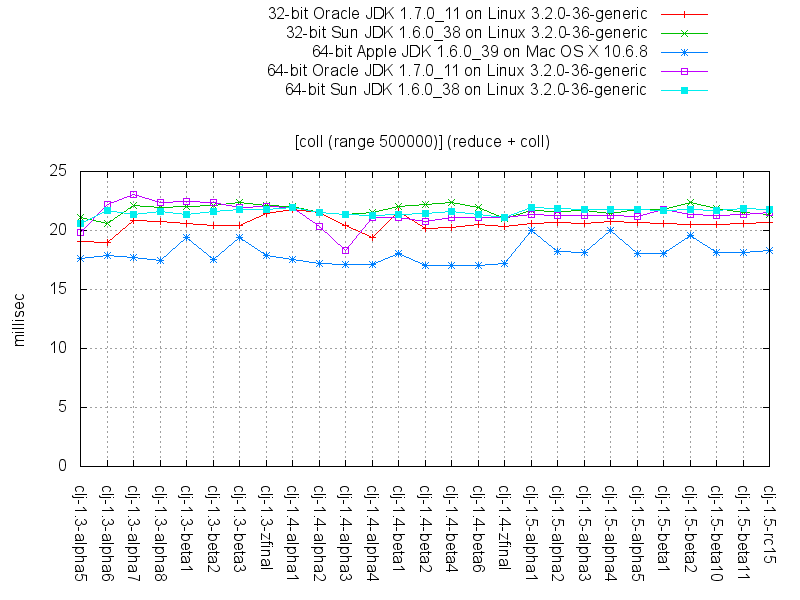 32-bit Oracle JDK 1.7.0_11 on Linux 3.2.0-36-generic
32-bit Sun JDK 1.6.0_38 on Linux 3.2.0-36-generic
64-bit Apple JDK 1.6.0_39 on Mac OS X 10.6.8
64-bit Oracle JDK 1.7.0_11 on Linux 3.2.0-36-generic
64-bit Sun JDK 1.6.0_38 on Linux 3.2.0-36-generic
[coll (range 500000)] (reduce + coll)
25
20
15
10
5
0
millisec
clj-1.3-alpha5
clj-1.3-alpha6
clj-1.3-alpha7
clj-1.3-alpha8
clj-1.3-beta1
clj-1.3-beta2
clj-1.3-beta3
clj-1.3-zfinal
clj-1.4-alpha1
clj-1.4-alpha2
clj-1.4-alpha3
clj-1.4-alpha4
clj-1.4-beta1
clj-1.4-beta2
clj-1.4-beta4
clj-1.4-beta6
clj-1.4-zfinal
clj-1.5-alpha1
clj-1.5-alpha2
clj-1.5-alpha3
clj-1.5-alpha4
clj-1.5-alpha5
clj-1.5-beta1
clj-1.5-beta2
clj-1.5-beta10
clj-1.5-beta11
clj-1.5-rc15